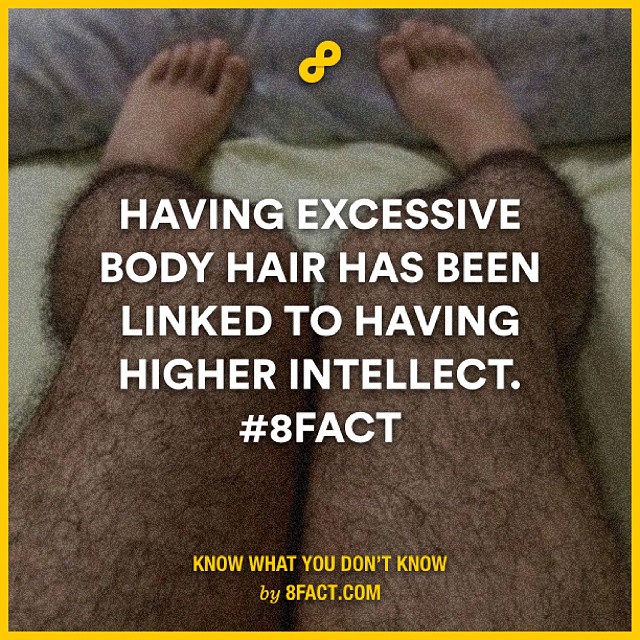 HAVING EXCESSIVE
BODY HAIR HAS BEEN
LINKED TO HAVING
HIGHER INTELLECT.
#8FACT
KNOW WHAT YOU DON'T KNOW
by 8FACT.COM